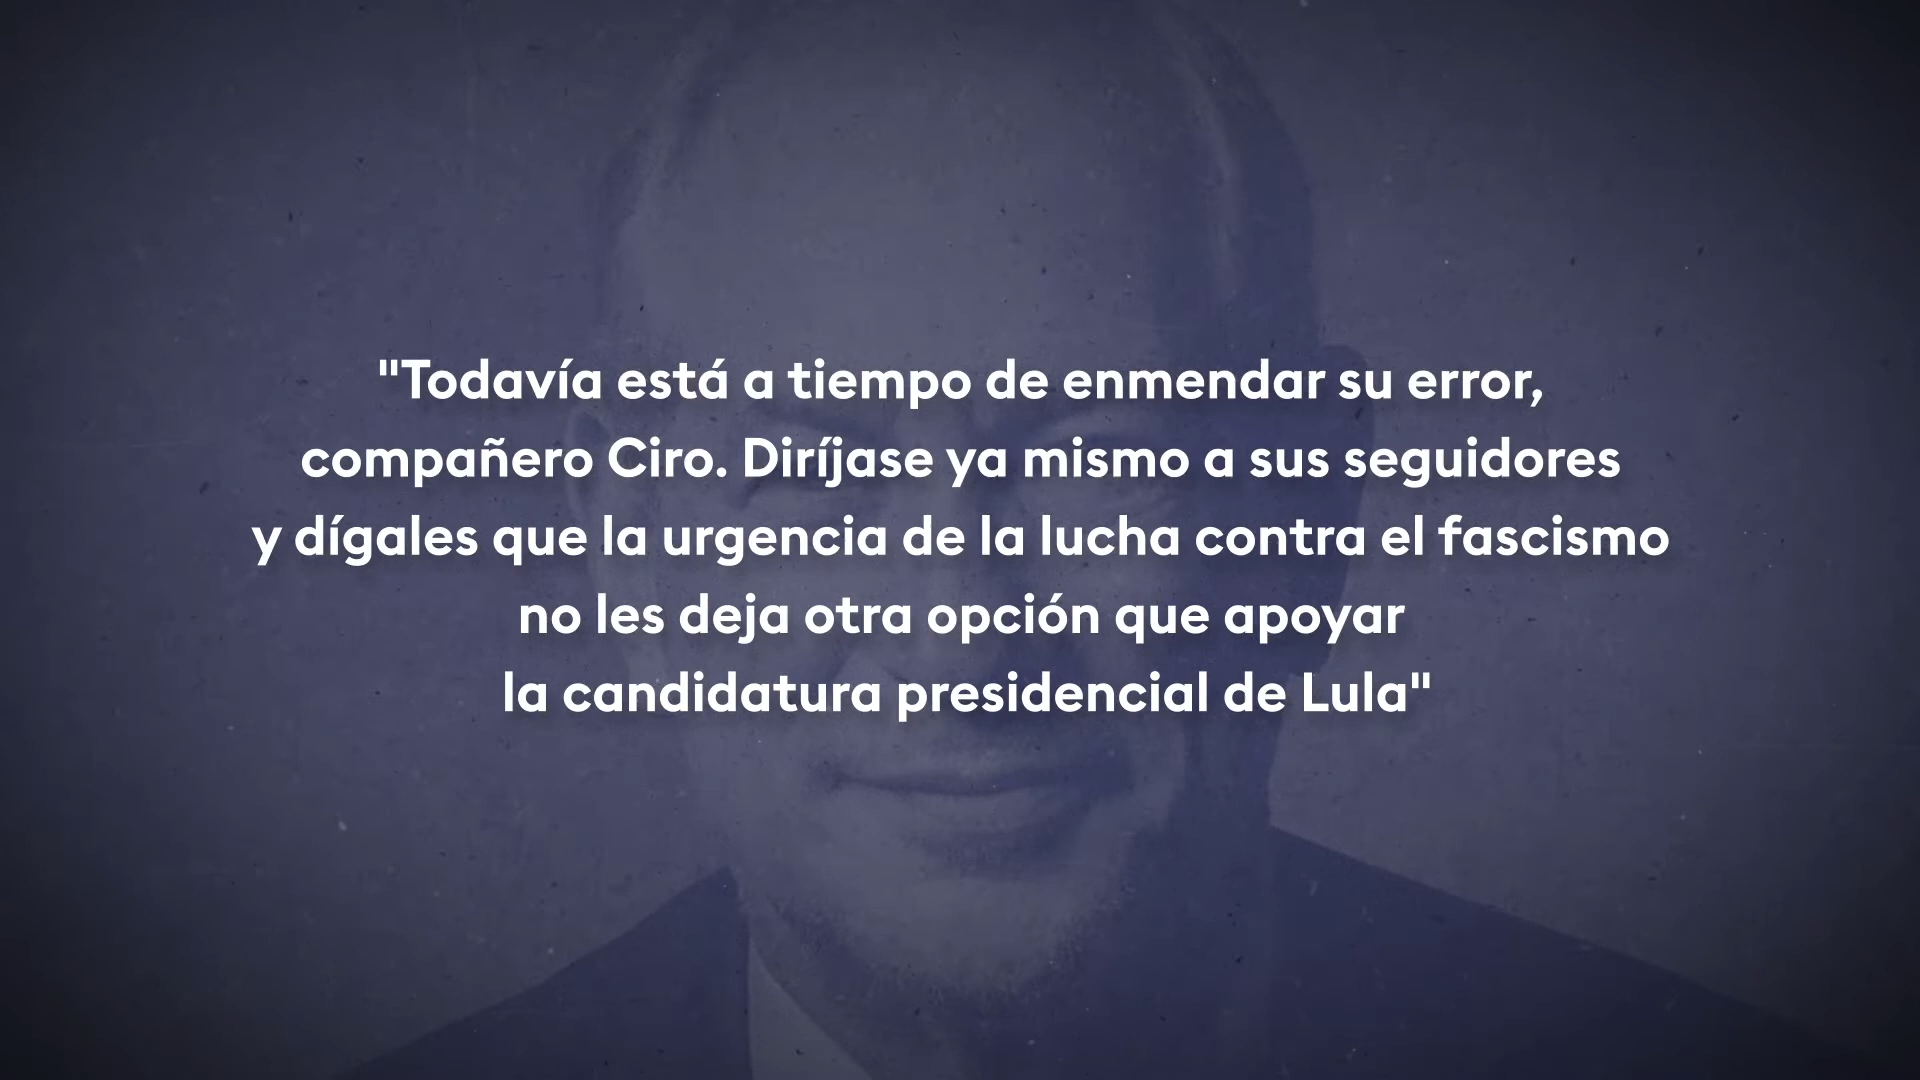 "Todavía está a tiempo de enmendar su error,
compañero Ciro. Diríjase ya mismo a sus seguidores
y dígales que la urgencia de la lucha contra el fascismo
no les deja otra opción que apoyar
la candidatura presidencial de Lula"